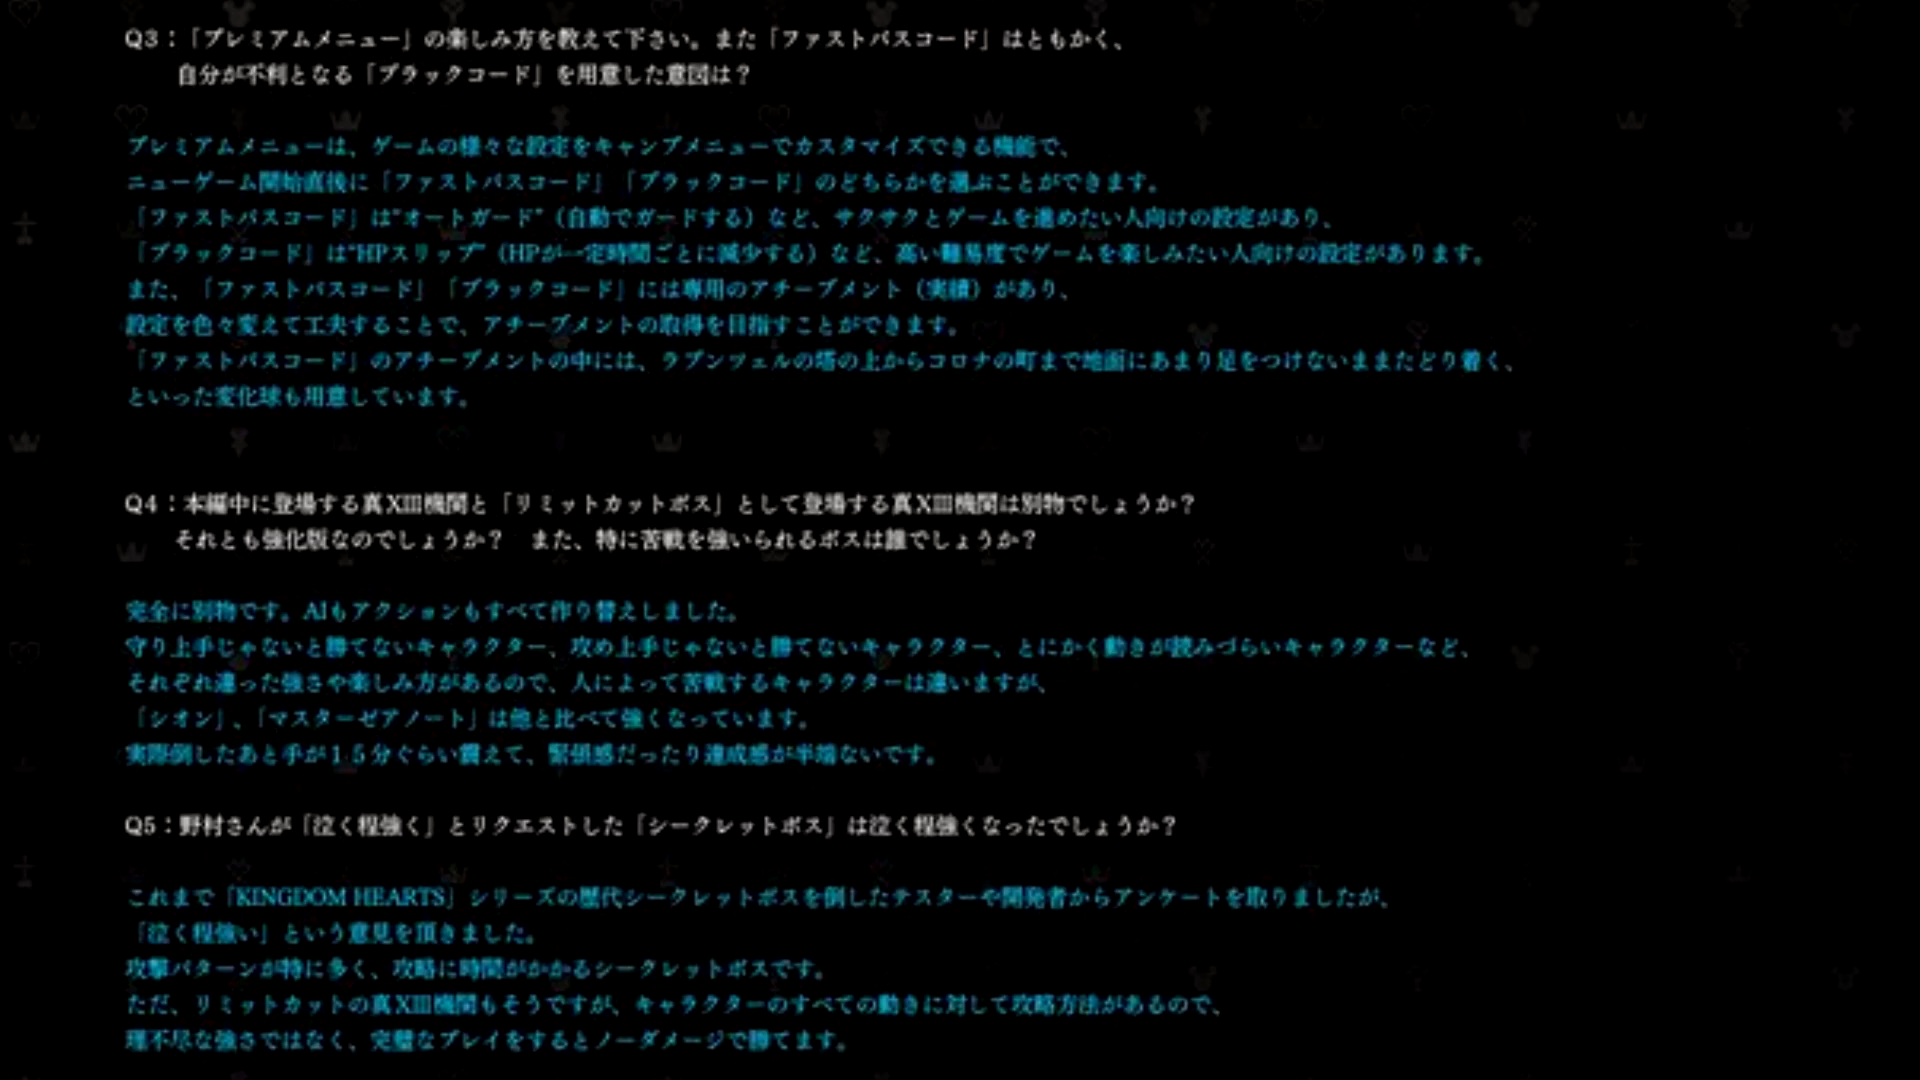 Q3：「プレミアムメニュー」の楽しみ方を教えて下さい。また「ファストパスコード」はともかく、
自分が不利となる「ブラックコード」を用意した意図は？
プレミアムメニューは、ゲームの様々な設定をキャンプメニューでカスタマイズできる機能で、
ニューゲーム開始直後に「ファストパスコード」「ブラックコード」のどちらかを選ぶことができます。
「ファストパスコード」は"オートガード"（自動でガードする）など、サクサクとゲームを進めたい人向けの設定があり、
「ブラックコード」は"HPスリップ"（HPが一定時間ごとに減少する）など、高い難易度でゲームを楽しみたい人向けの設定があります。
また、「ファストパスコード」「ブラックコード」には専用のアチーブメント（実績）があり、
設定を色々変えて工夫することで、アチーブメントの取得を目指すことができます。
「ファストパスコード」のアチーブメントの中には、ラプンツェルの塔の上からコロナの町まで地面にあまり足をつけないままたどり着く、
といった変化球も用意しています。
Q4：本編中に登場する真XⅢ機関と「リミットカットボス」として登場する真XⅢ機関は別物でしょうか？
それとも強化版なのでしょうか？　また、特に苦戦を強いられるボスは誰でしょうか？
完全に別物です。AIもアクションもすべて作り替えしました。
守り上手じゃないと勝てないキャラクター、攻め上手じゃないと勝てないキャラクター、とにかく動きが読みづらいキャラクターなど、
それぞれ違った強さや楽しみ方があるので、人によって苦戦するキャラクターは違いますが、
「シオン」、「マスターゼアノート」は他と比べて強くなっています。
実際倒したあと手が15分ぐらい震えて、緊張感だったり達成感が半端ないです。
Q5：野村さんが「泣く程強く」とリクエストした「シークレットボス」は泣く程強くなったでしょうか？
これまで「KINGDOM HEARTS」シリーズの歴代シークレットボスを倒したテスターや開発者からアンケートを取りましたが、
「泣く程強い」という意見を頂きました。
攻撃パターンが特に多く、攻略に時間がかかるシークレットボスです。
ただ、リミットカットの真XⅢ機関もそうですが、キャラクターのすべての動きに対して攻略方法があるので、
理不尽な強さではなく、完璧なプレイをするとノーダメージで勝てます。